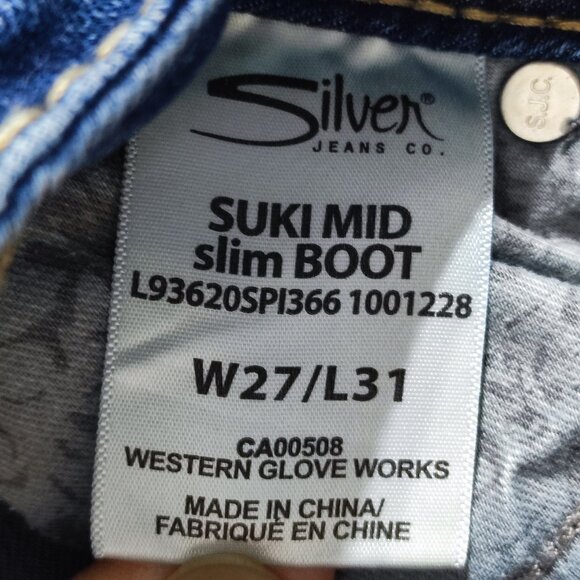 Silver®
JEANS CO.
S.J.C.
SUKI MID
slim BOOT
L93620SPI366 1001228
W27/L31
CA00508
WESTERN GLOVE WORKS
MADE IN CHINA/
FABRIQUÉ EN CHINE